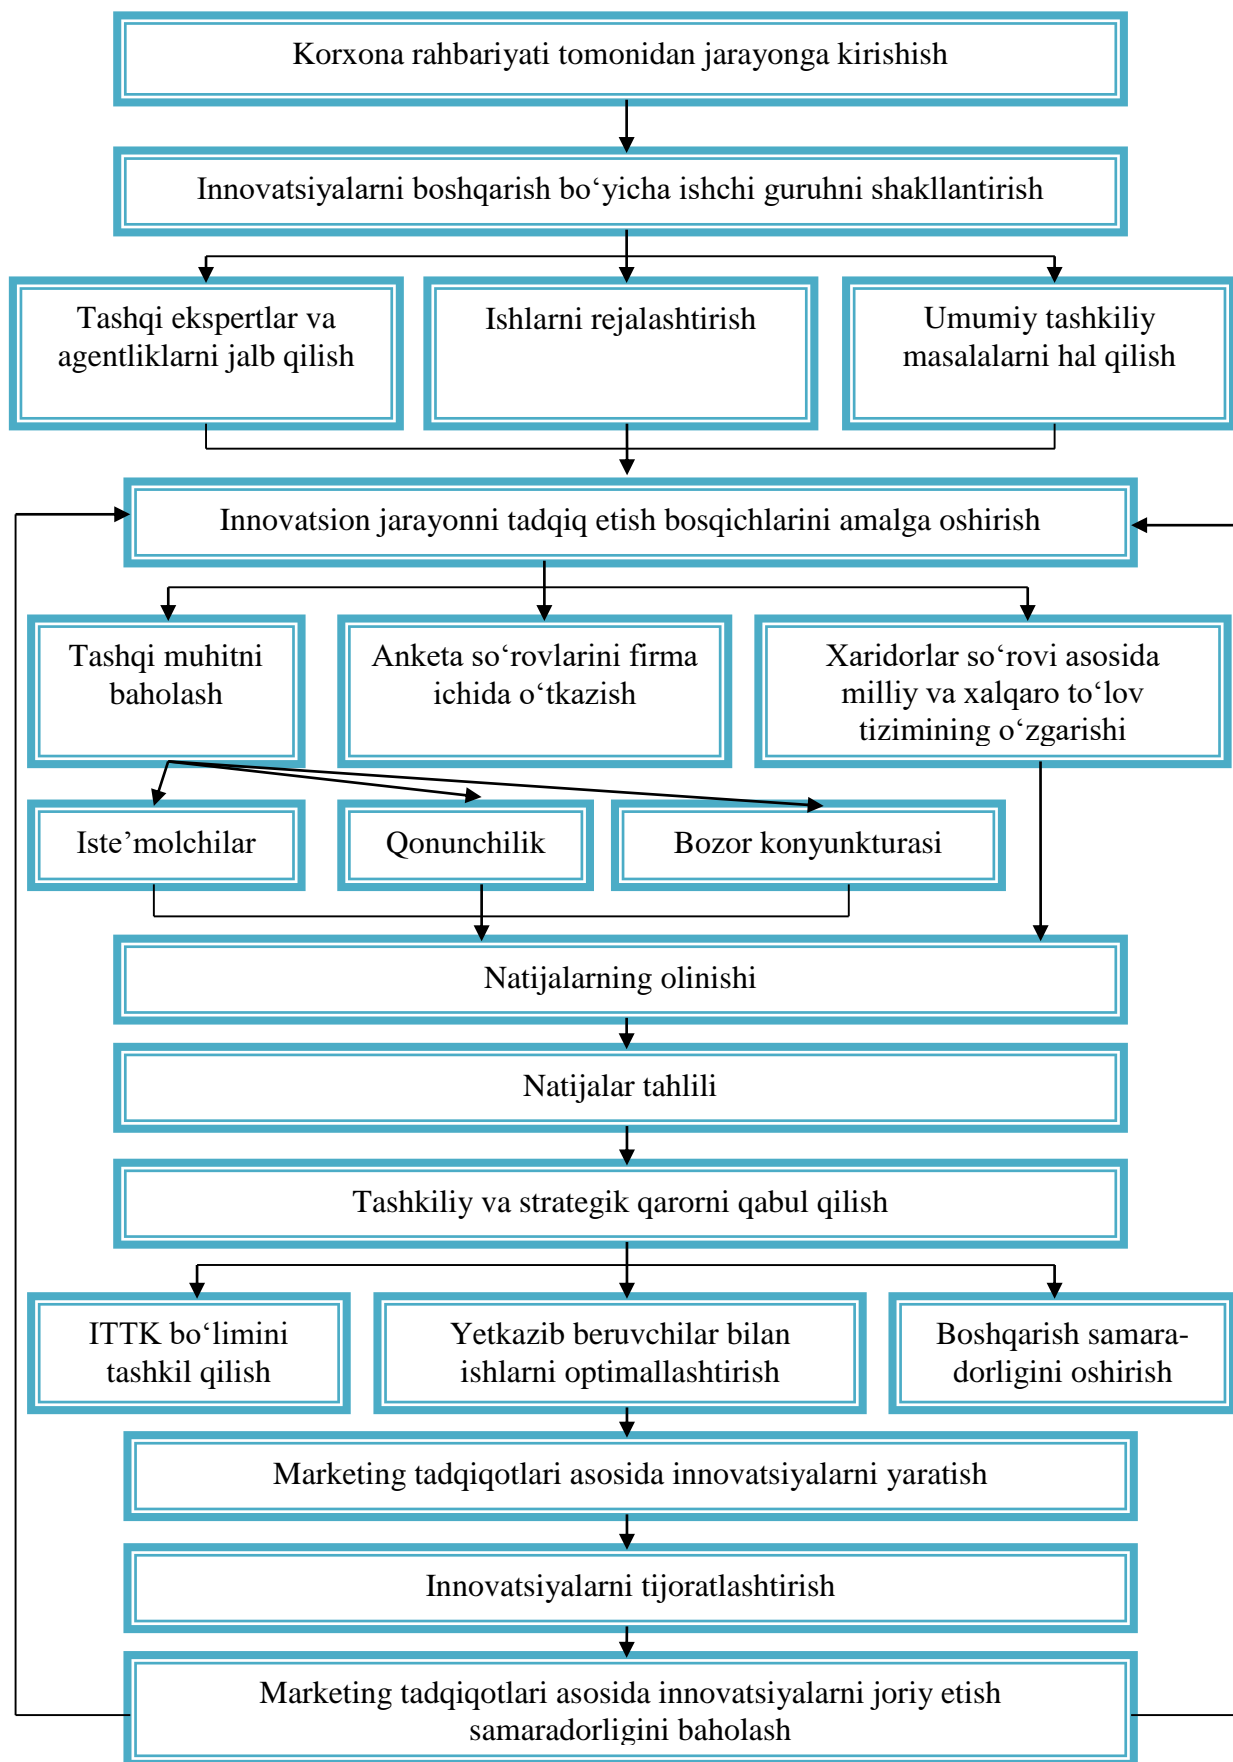 Korxona rahbariyati tomonidan jarayonga kirishish
Innovatsiyalarni boshqarish bo‘yicha ishchi guruhni shakllantirish
Tashqi ekspertlar va
agentliklarni jalb qilish
Ishlarni rejalashtirish
Umumiy tashkiliy
masalalarni hal qilish
Innovatsion jarayonni tadqiq etish bosqichlarini amalga oshirish
Tashqi muhitni
baholash
Anketa so‘rovlarini firma
ichida o‘tkazish
Xaridorlar so‘rovi asosida
milliy va xalqaro to‘lov
tizimining o‘zgarishi
Iste’molchilar
Qonunchilik
Bozor konyunkturasi
Natijalarning olinishi
Natijalar tahlili
Tashkiliy va strategik qarorni qabul qilish
ITTK bo‘limini
tashkil qilish
Yetkazib beruvchilar bilan
ishlarni optimallashtirish
Boshqarish samara-
dorligini oshirish
Marketing tadqiqotlari asosida innovatsiyalarni yaratish
Innovatsiyalarni tijoratlashtirish
Marketing tadqiqotlari asosida innovatsiyalarni joriy etish
samaradorligini baholash